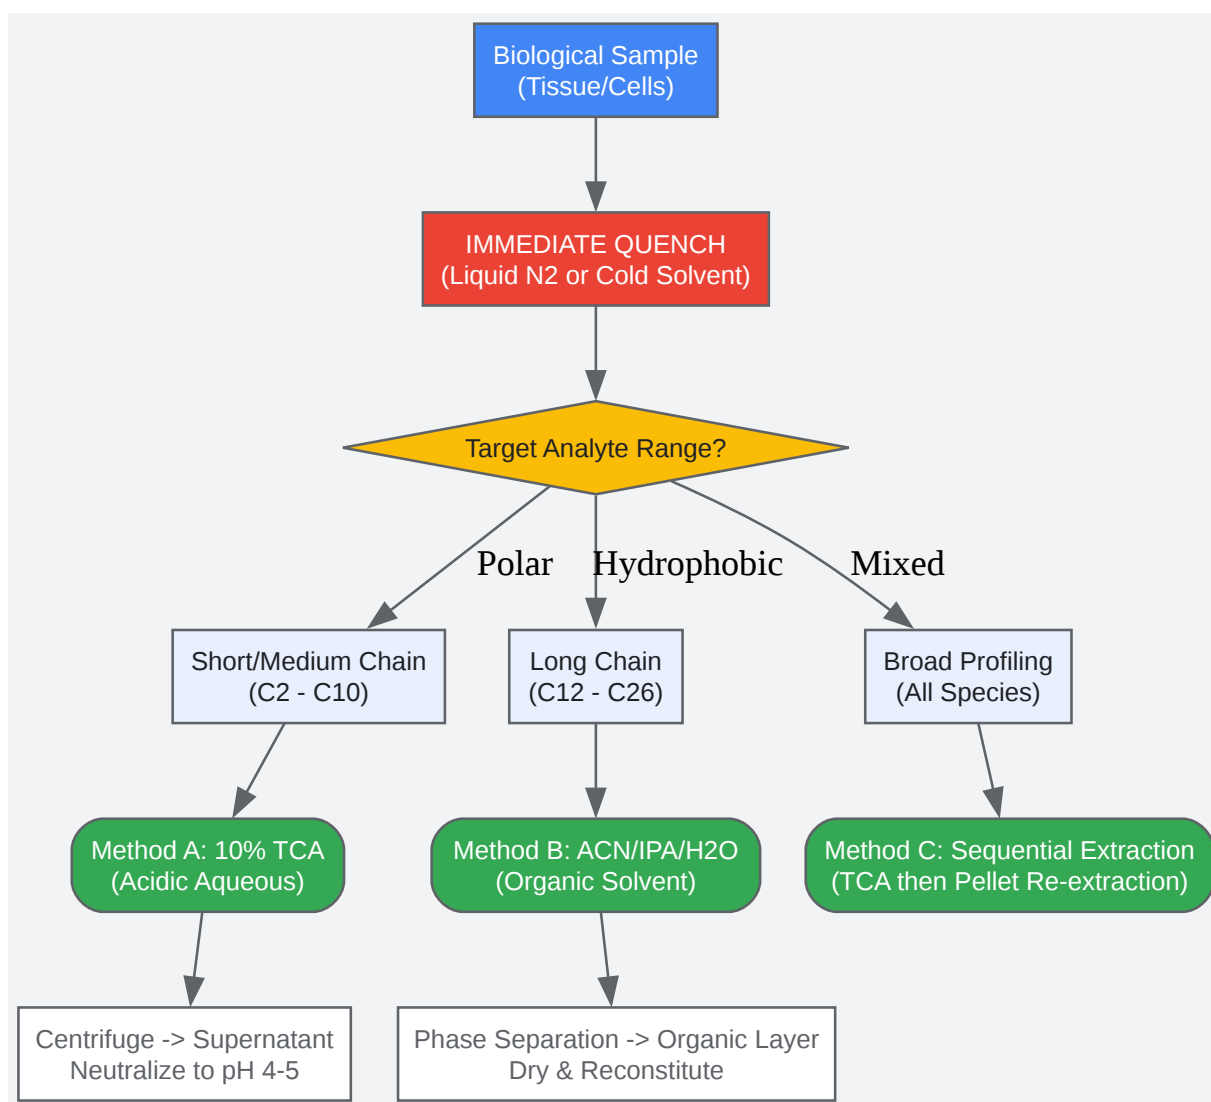 Biological Sample
(Tissue/Cells)
IMMEDIATE QUENCH
(Liquid N2 or Cold Solvent)
Target Analyte Range?
Polar
Hydrophobic
Mixed
Short/Medium Chain
(C2 - C10)
Long Chain
(C12 - C26)
Broad Profiling
(All Species)
Method A: 10% TCA
(Acidic Aqueous)
Method B: ACN/IPA/H2O
(Organic Solvent)
Method C: Sequential Extraction
(TCA then Pellet Re-extraction)
Centrifuge -> Supernatant
Neutralize to pH 4-5
Phase Separation -> Organic Layer
Dry & Reconstitute